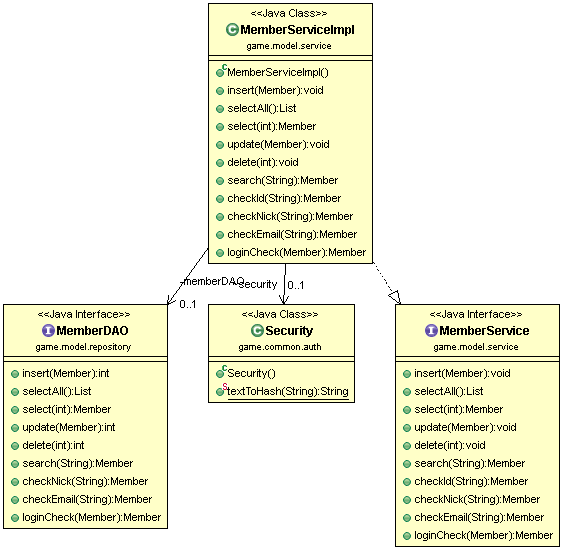 <<Java Class>>
MemberServiceImpl
game.model.service
MemberServiceImpl()
insert(Member):void
selectAll():List
select(int):Member
update(Member):void
delete(int):void
search(String):Member
checkId(String):Member
checkNick(String):Member
checkEmail(String):Member
loginCheck(Member):Member
-memberDAO
0..1
-security
0..1
<<Java Interface>>
MemberDAO
game.model.repository
insert(Member):int
selectAll():List
select(int):Member
update(Member):int
delete(int):int
search(String):Member
checkNick(String):Member
checkEmail(String):Member
loginCheck(Member):Member
<<Java Class>>
Security
game.common.auth
Security()
textToHash(String):String
<<Java Interface>>
MemberService
game.model.service
insert(Member):void
selectAll():List
select(int):Member
update(Member):void
delete(int):void
search(String):Member
checkId(String):Member
checkNick(String):Member
checkEmail(String):Member
loginCheck(Member):Member